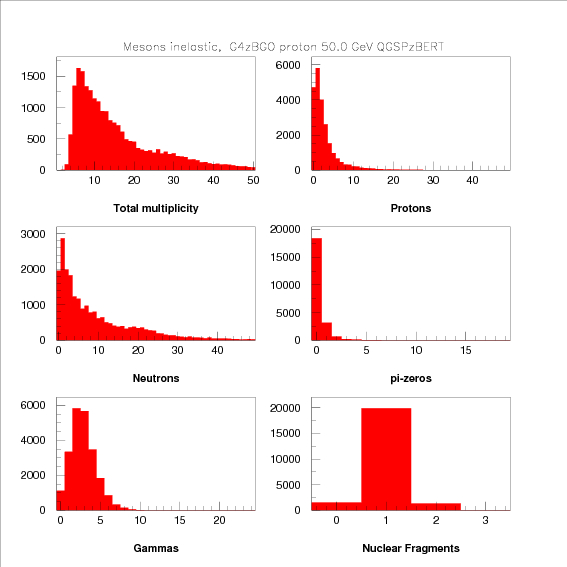 Mesons inelastic, G4zBGO proton 50.0 GeV QGSPzBERT
1500
1000
500
0
10 20 30 40 50
Total multiplicity
6000
4000
2000
0
0 10 20 30 40
Protons
3000
2000
1000
0
0 10 20 30 40
Neutrons
20000
15000
10000
5000
0
0 5 10 15
pi-zeros
6000
4000
2000
0
0 5 10 15 20
Gammas
20000
15000
10000
5000
0
0 1 2 3
Nuclear Fragments